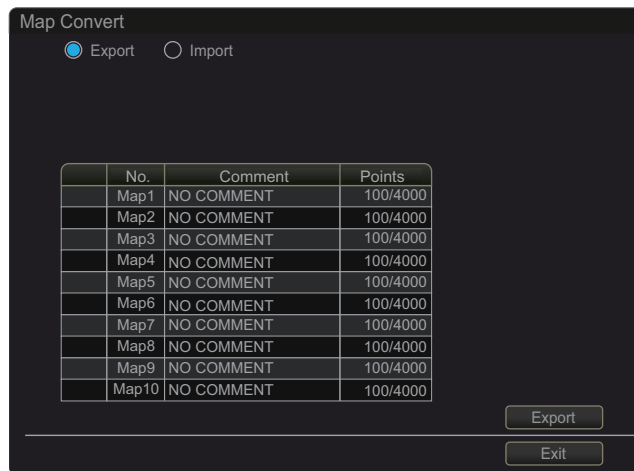 Map Convert
Export Import
No. Comment Points
Map1 NO COMMENT 100/4000
Map2 NO COMMENT 100/4000
Map3 NO COMMENT 100/4000
Map4 NO COMMENT 100/4000
Map5 NO COMMENT 100/4000
Map6 NO COMMENT 100/4000
Map7 NO COMMENT 100/4000
Map8 NO COMMENT 100/4000
Map9 NO COMMENT 100/4000
Map10 NO COMMENT 100/4000
Export
Exit